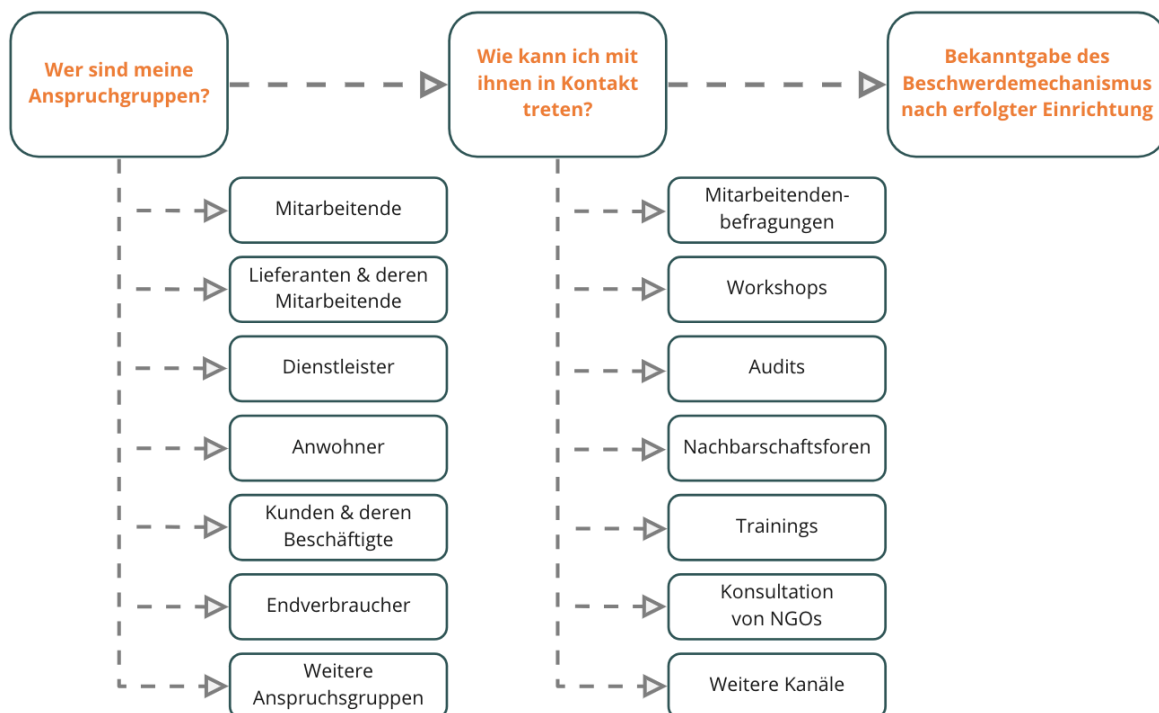 Wer sind meine
Anspruchgruppen?
Wie kann ich mit
ihnen in Kontakt
treten?
Bekanntgabe des
Beschwerdemechanismus
nach erfolgter Einrichtung
Mitarbeitende
Lieferanten & deren
Mitarbeitende
Dienstleister
Anwohner
Kunden & deren
Beschäftigte
Endverbraucher
Weitere
Anspruchsgruppen
Mitarbeitenden-
befragungen
Workshops
Audits
Nachbarschaftsforen
Trainings
Konsultation
von NGOs
Weitere Kanäle